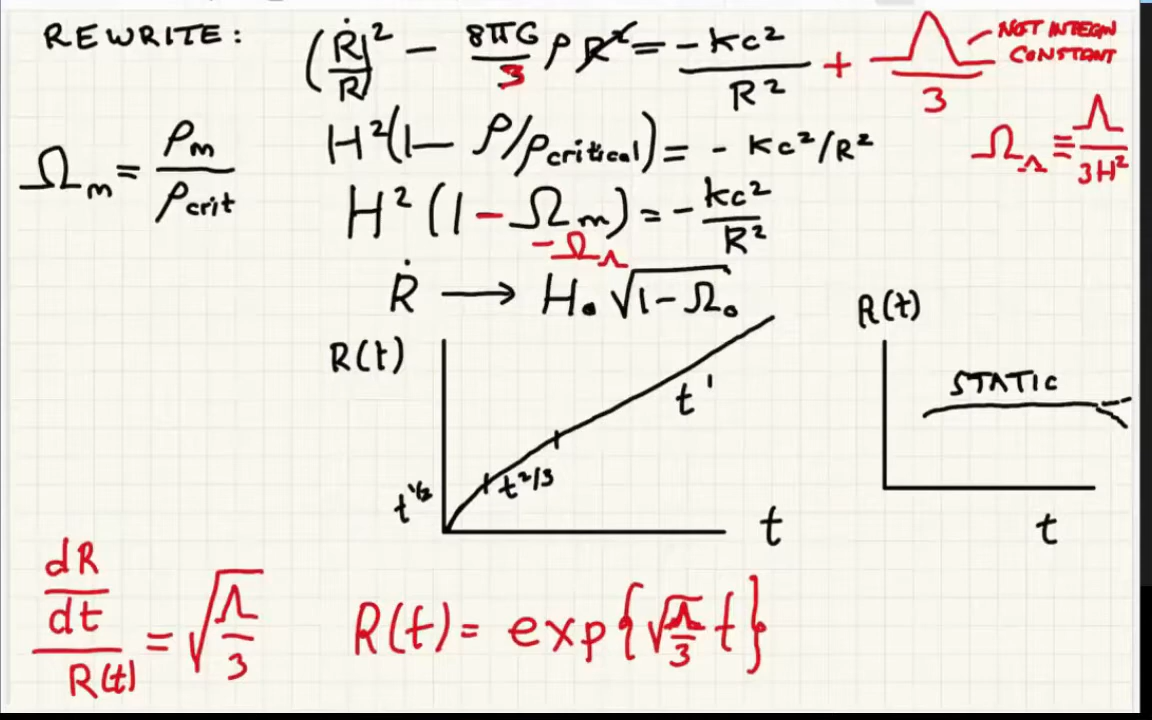 REWRITE: (Ṙ/R)² − 8πG/3 ρ R² = −kc²/R² + Λ/3
NOT INTEGN
CONSTANT
Ω_m = ρ_m/ρ_crit
H²(1 − ρ/ρ_critical) = − kc²/R²
Ω_Λ ≡ Λ/3H²
H² (1 − Ω_m) = − kc²/R²
− Ω_Λ
Ṙ → H₀ √(1−Ω₀)
R(t)
R(t)
STATIC
t¹
t^2/3
t^1/2
t
t
(dR/dt)/R(t) = √(Λ/3)
R(t) = exp{√(Λ/3) t}